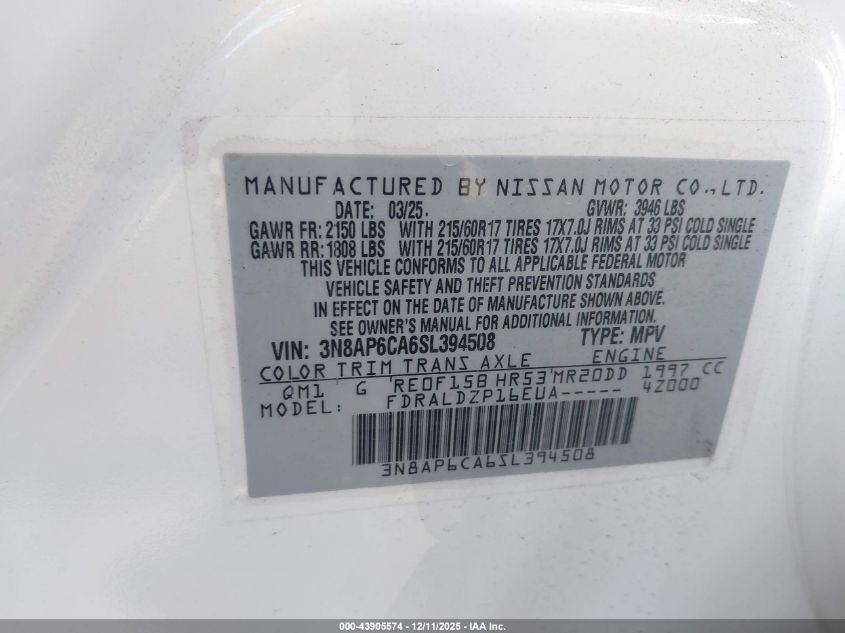 MANUFACTURED BY NISSAN MOTOR CO., LTD.
DATE: 03/25. GVWR: 3946 LBS
GAWR FR: 2150 LBS WITH 215/60R17 TIRES 17X7.0J RIMS AT 33 PSI COLD SINGLE
GAWR RR: 1808 LBS WITH 215/60R17 TIRES 17X7.0J RIMS AT 33 PSI COLD SINGLE
THIS VEHICLE CONFORMS TO ALL APPLICABLE FEDERAL MOTOR
VEHICLE SAFETY AND THEFT PREVENTION STANDARDS
IN EFFECT ON THE DATE OF MANUFACTURE SHOWN ABOVE.
SEE OWNER'S MANUAL FOR ADDITIONAL INFORMATION.
VIN: 3N8AP6CA6SL394508 TYPE: MPV
COLOR TRIM TRANS AXLE ENGINE
QM1 G RE0F15B HR53 MR20DD 1997 CC
MODEL: FDRALDZP16EUA----- 4Z000
3N8AP6CA6SL394508
000-43905574 - 12/11/2025 - IAA Inc.